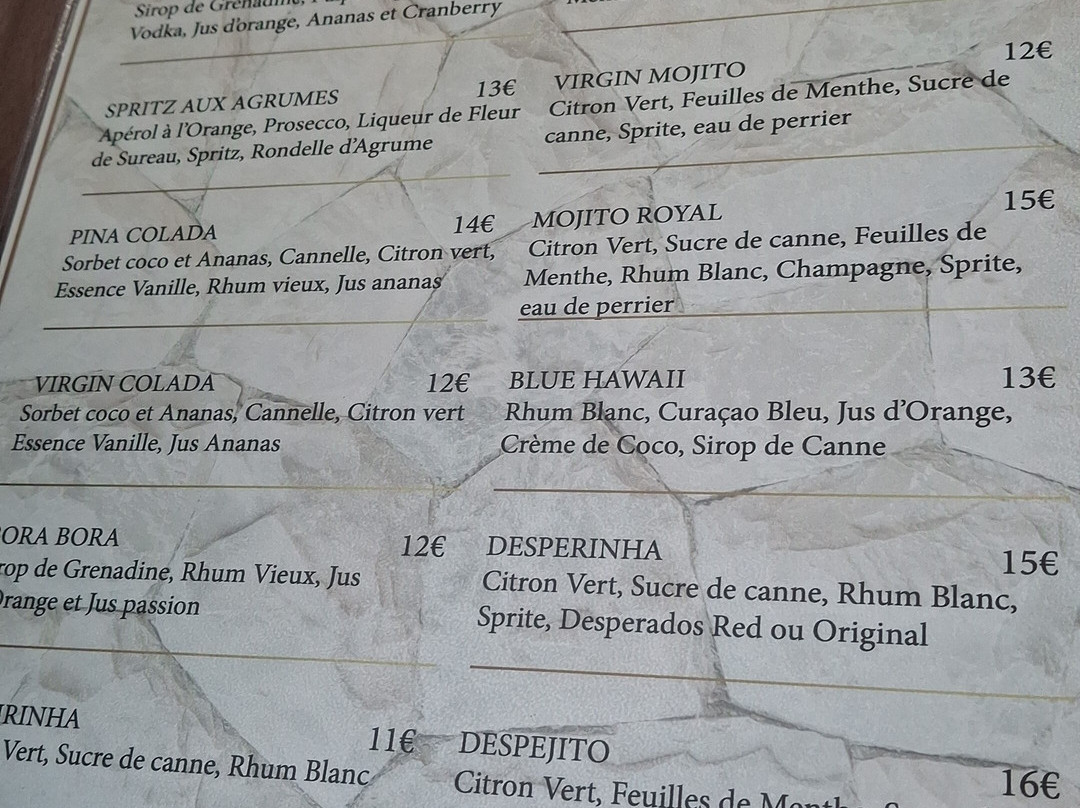 Sirop de
Vodka, Jus d'orange, Ananas et Cranberry
SPRITZ AUX AGRUMES 13€
Apérol à l'Orange, Prosecco, Liqueur de Fleur
de Sureau, Spritz, Rondelle d'Agrume
PINA COLADA 14€
Sorbet coco et Ananas, Cannelle, Citron vert,
Essence Vanille, Rhum vieux, Jus ananas
VIRGIN COLADA 12€
Sorbet coco et Ananas, Cannelle, Citron vert
Essence Vanille, Jus Ananas
ORA BORA 12€
rop de Grenadine, Rhum Vieux, Jus
Orange et Jus passion
RINHA 11€
Vert, Sucre de canne, Rhum Blanc
VIRGIN MOJITO 12€
Citron Vert, Feuilles de Menthe, Sucre de
canne, Sprite, eau de perrier
MOJITO ROYAL 15€
Citron Vert, Sucre de canne, Feuilles de
Menthe, Rhum Blanc, Champagne, Sprite,
eau de perrier
BLUE HAWAII 13€
Rhum Blanc, Curaçao Bleu, Jus d'Orange,
Crème de Coco, Sirop de Canne
DESPERINHA 15€
Citron Vert, Sucre de canne, Rhum Blanc,
Sprite, Desperados Red ou Original
DESPEJITO 16€
Citron Vert, Feuilles de